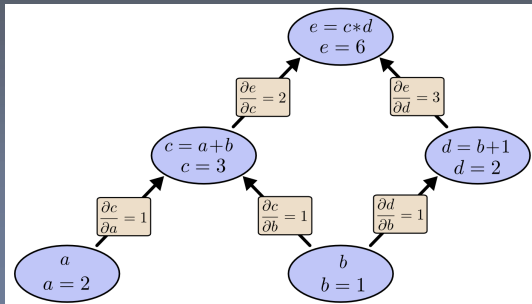 e = c*d
e = 6
∂e/∂c = 2
∂e/∂d = 3
c = a+b
c = 3
d = b+1
d = 2
∂c/∂a = 1
∂c/∂b = 1
∂d/∂b = 1
a
a = 2
b
b = 1